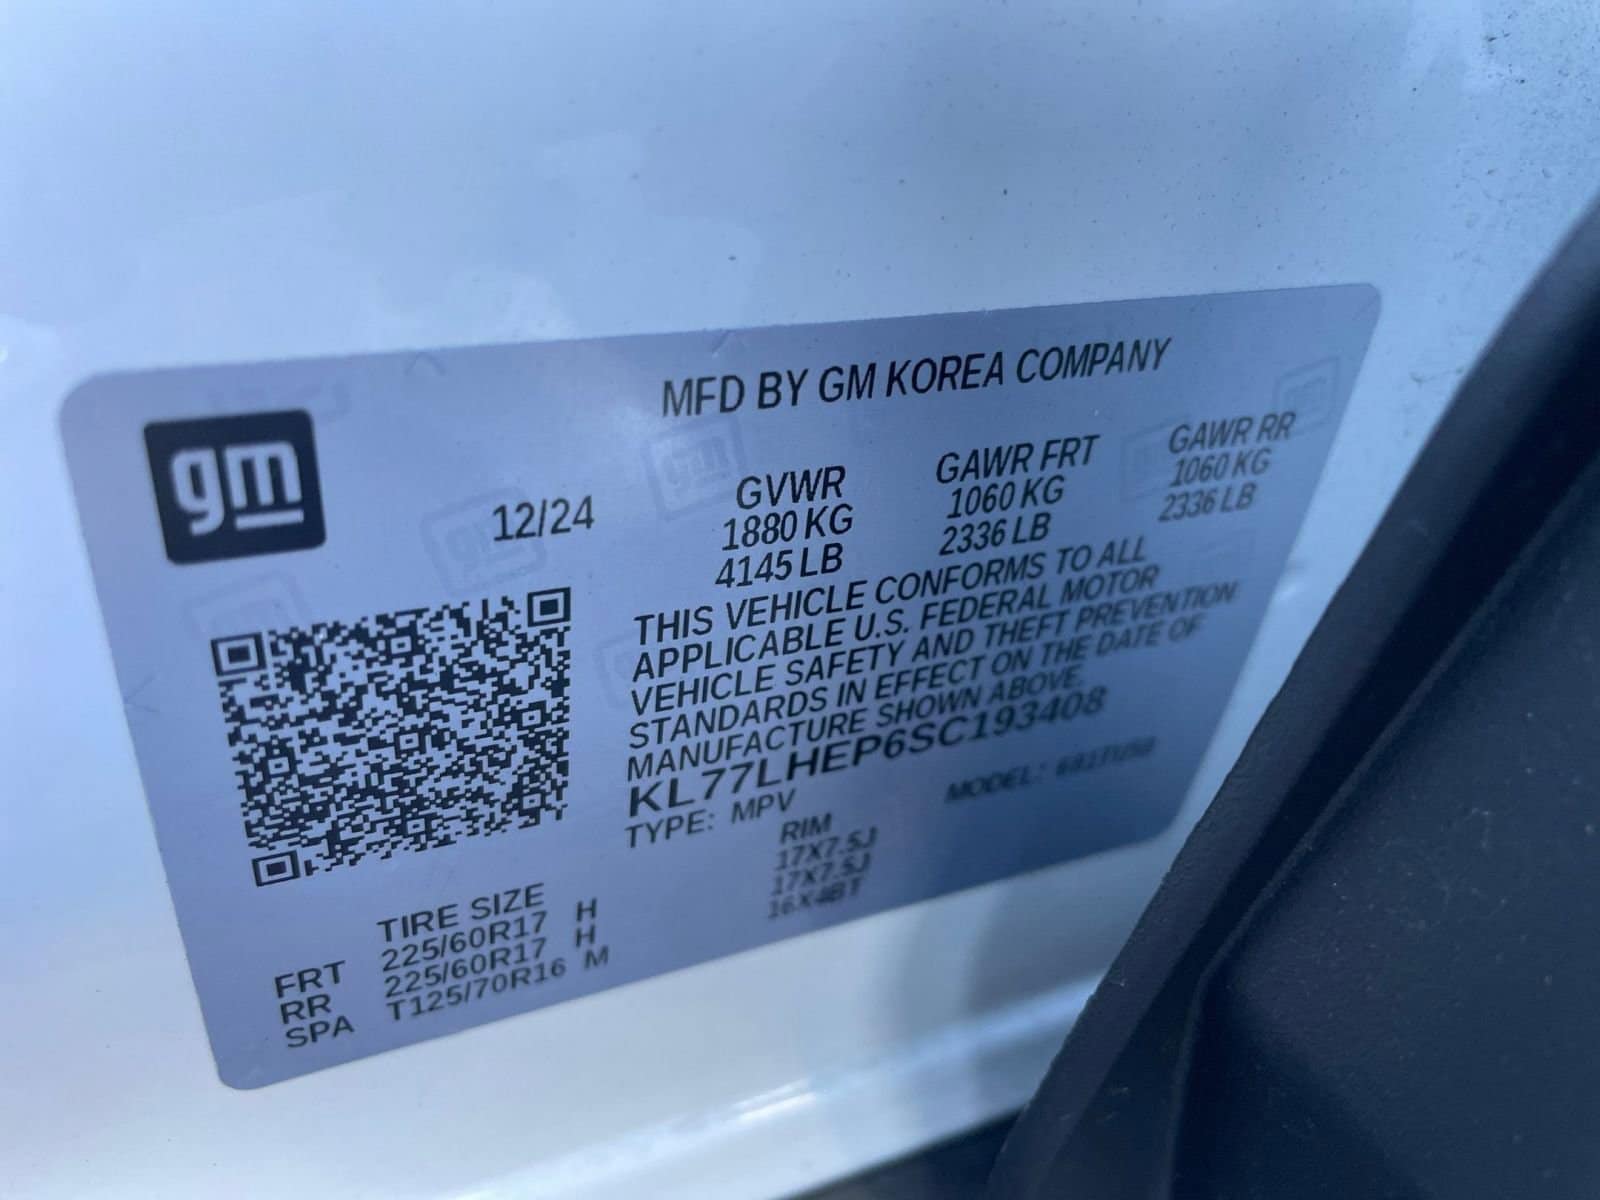 MFD BY GM KOREA COMPANY
gm
12/24
GVWR GAWR FRT GAWR RR
1880 KG 1060 KG 1060 KG
4145 LB 2336 LB 2336 LB
THIS VEHICLE CONFORMS TO ALL
APPLICABLE U.S. FEDERAL MOTOR
VEHICLE SAFETY AND THEFT PREVENTION
STANDARDS IN EFFECT ON THE DATE OF
MANUFACTURE SHOWN ABOVE.
KL77LHEP6SC193408
TYPE: MPV MODEL:
TIRE SIZE RIM
FRT 225/60R17 H 17X7.5J
RR 225/60R17 H 17X7.5J
SPA T125/70R16 M 16X4BT